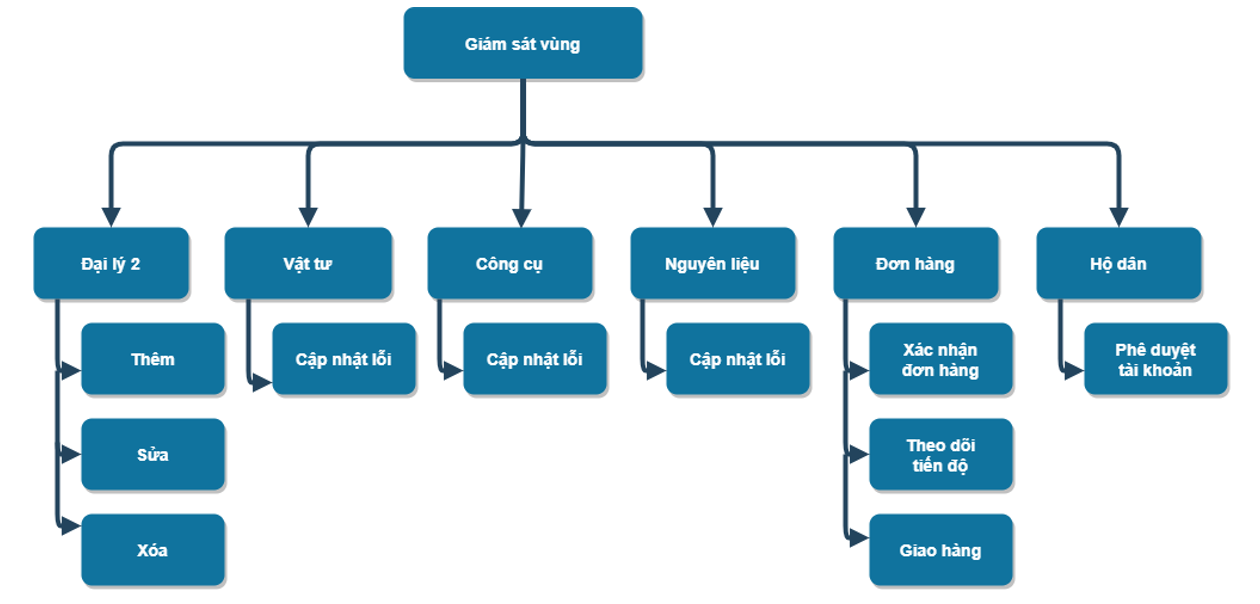 Giám sát vùng
Đại lý 2
Vật tư
Công cụ
Nguyên liệu
Đơn hàng
Hộ dân
Thêm
Cập nhật lỗi
Cập nhật lỗi
Cập nhật lỗi
Xác nhận
đơn hàng
Phê duyệt
tài khoản
Sửa
Theo dõi
tiến độ
Xóa
Giao hàng